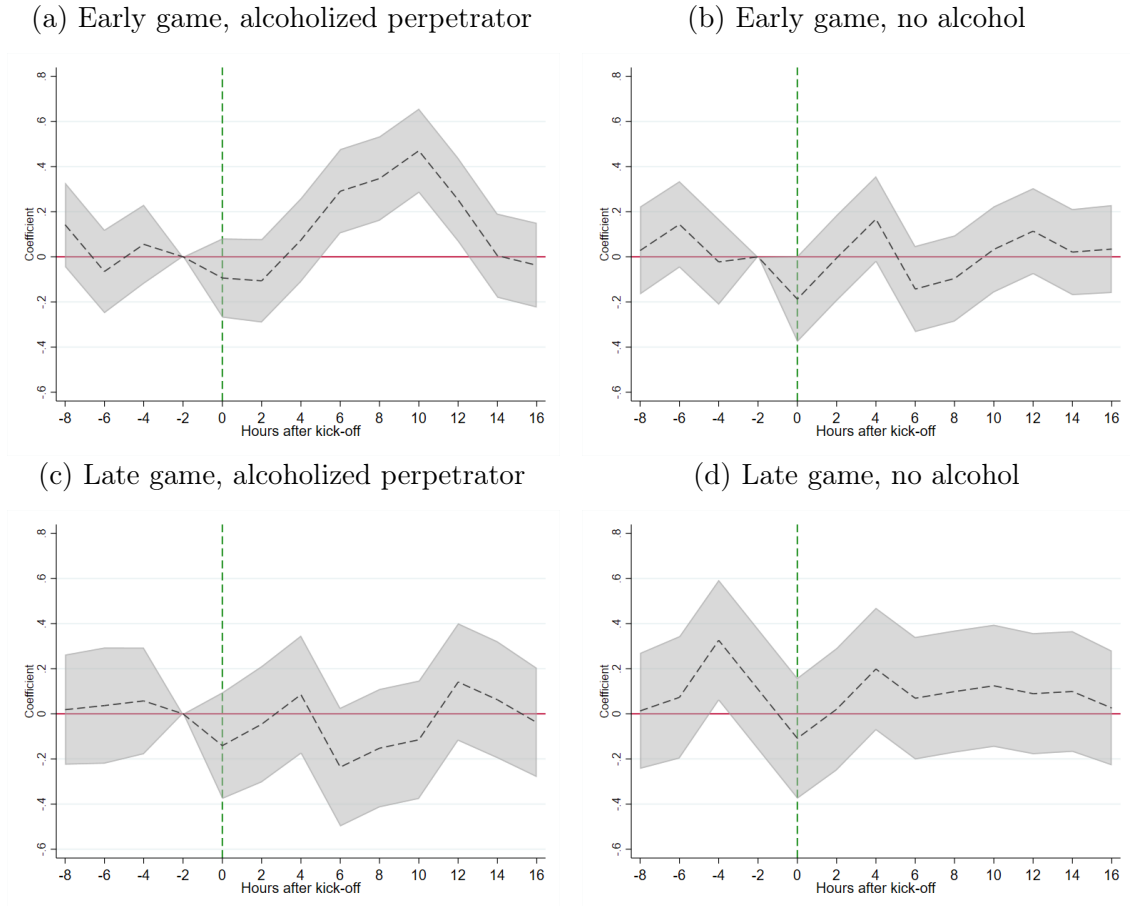 (a) Early game, alcoholized perpetrator
(b) Early game, no alcohol
Coefficient
.8
.6
.4
.2
0
-.2
-.4
-.6
-8 -6 -4 -2 0 2 4 6 8 10 12 14 16
Hours after kick-off
Coefficient
.8
.6
.4
.2
0
-.2
-.4
-.6
-8 -6 -4 -2 0 2 4 6 8 10 12 14 16
Hours after kick-off
(c) Late game, alcoholized perpetrator
(d) Late game, no alcohol
Coefficient
.8
.6
.4
.2
0
-.2
-.4
-.6
-8 -6 -4 -2 0 2 4 6 8 10 12 14 16
Hours after kick-off
Coefficient
.8
.6
.4
.2
0
-.2
-.4
-.6
-8 -6 -4 -2 0 2 4 6 8 10 12 14 16
Hours after kick-off